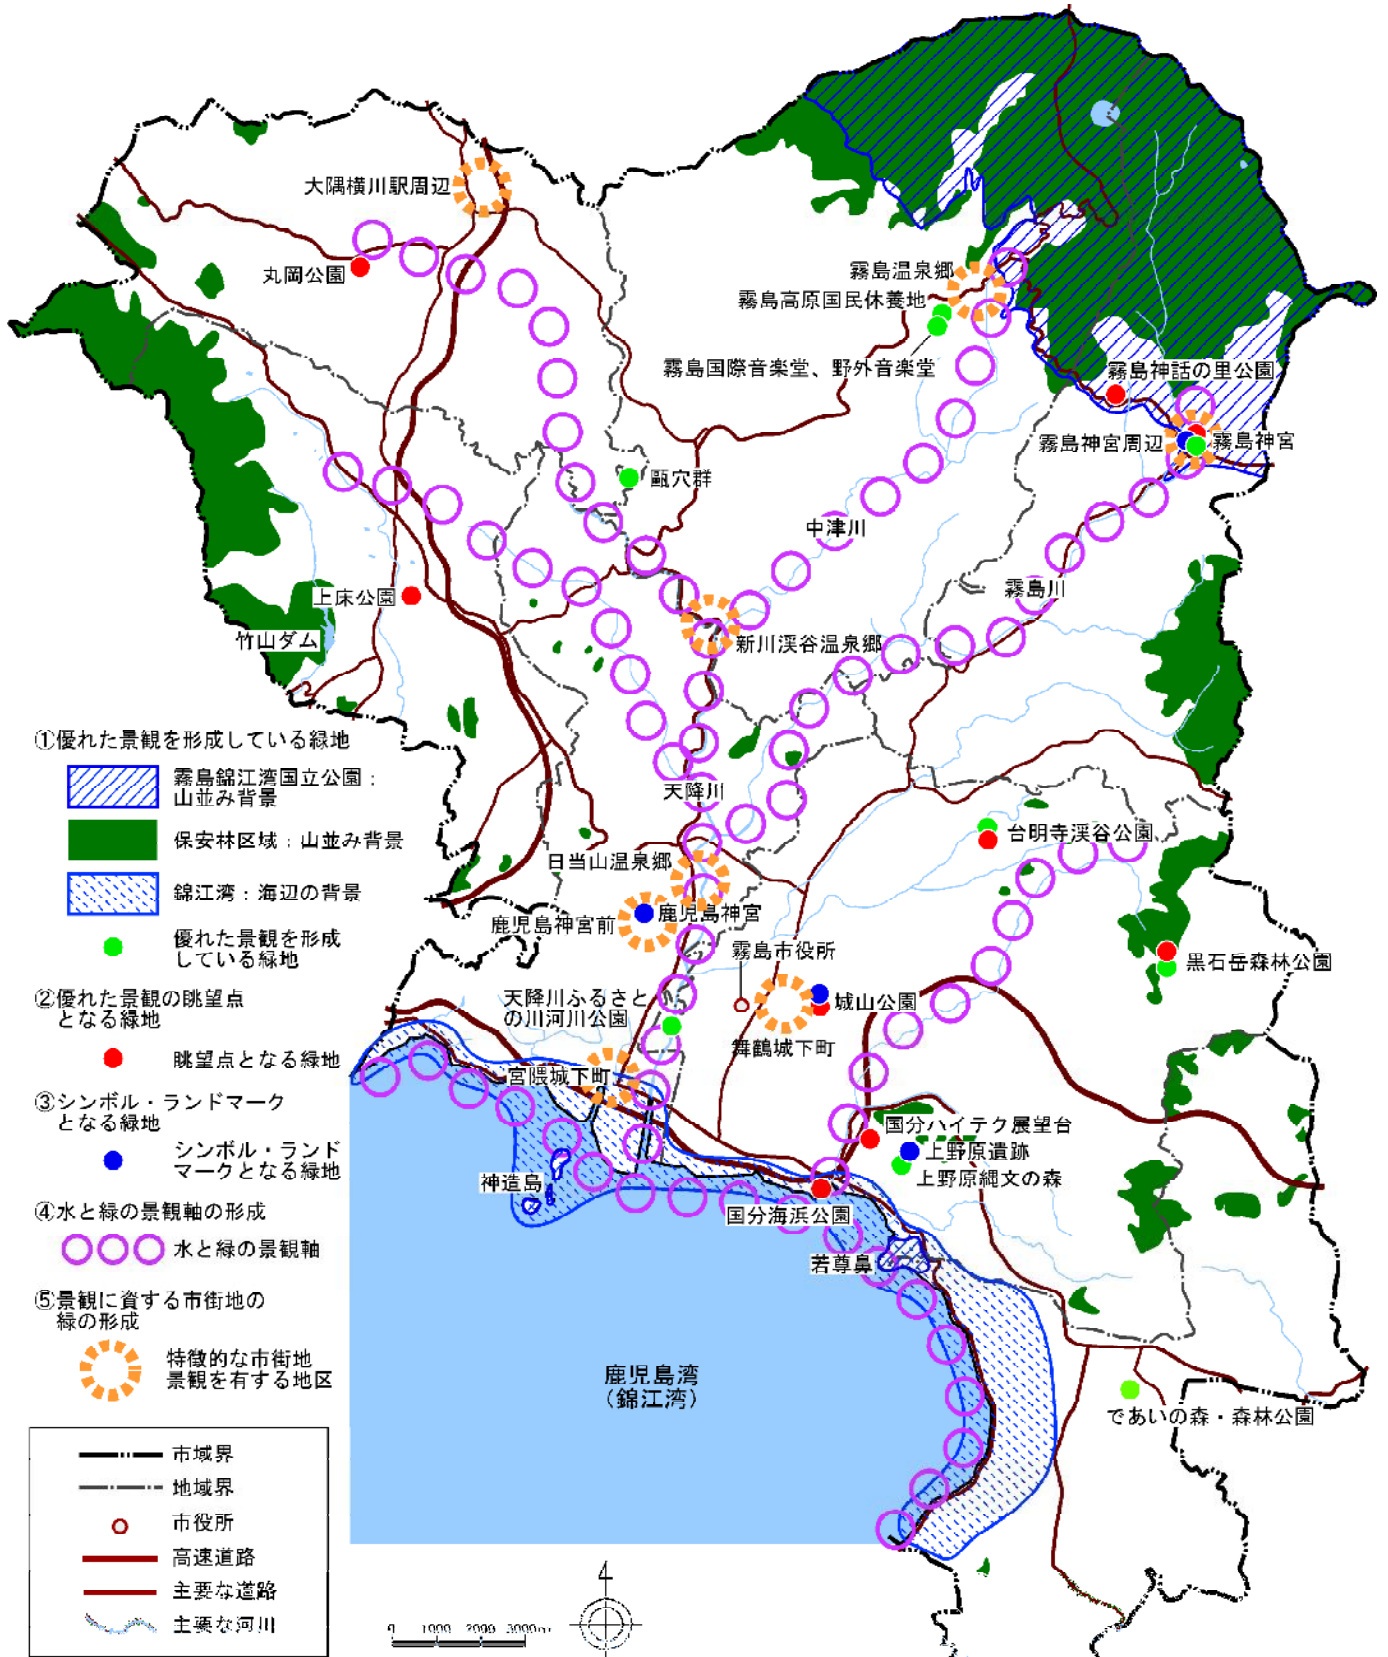 大隅横川駅周辺
丸岡公園
霧島温泉郷
霧島高原国民休養地
霧島国際音楽堂、野外音楽堂
霧島神話の里公園
霧島神宮周辺
霧島神宮
甌穴群
中津川
霧島川
上床公園
竹山ダム
新川渓谷温泉郷
天降川
台明寺渓谷公園
日当山温泉郷
鹿児島神宮
鹿児島神宮前
霧島市役所
黒石岳森林公園
天降川ふるさと
の川河川公園
城山公園
舞鶴城下町
宮隈城下町
国分ハイテク展望台
上野原遺跡
上野原縄文の森
神造島
国分海浜公園
若尊鼻
鹿児島湾
（錦江湾）
であいの森・森林公園
①優れた景観を形成している緑地
霧島錦江湾国立公園：
山並み背景
保安林区域：山並み背景
錦江湾：海辺の背景
優れた景観を形成
している緑地
②優れた景観の眺望点
となる緑地
眺望点となる緑地
③シンボル・ランドマーク
となる緑地
シンボル・ランド
マークとなる緑地
④水と緑の景観軸の形成
水と緑の景観軸
⑤景観に資する市街地の
緑の形成
特徴的な市街地
景観を有する地区
市域界
地域界
市役所
高速道路
主要な道路
主要な河川
0 1000 2000 3000m
4